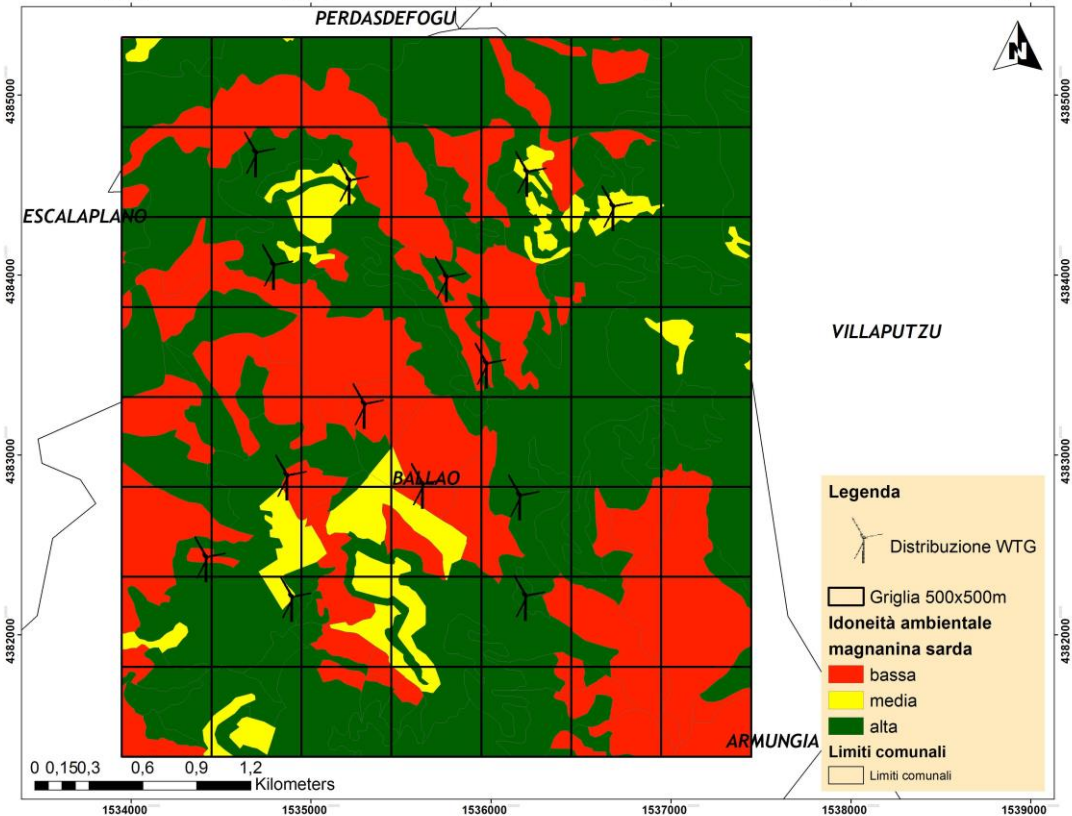 PERDASDEFOGU
N
4385000
4385000
ESCALAPLANO
4384000
4384000
VILLAPUTZU
4383000
4383000
BALLAO
Legenda
Distribuzione WTG
Griglia 500x500m
Idoneità ambientale
magnanina sarda
bassa
media
alta
Limiti comunali
Limiti comunali
4382000
4382000
ARMUNGIA
0 0,150,3 0,6 0,9 1,2
Kilometers
1534000 1535000 1536000 1537000 1538000 1539000